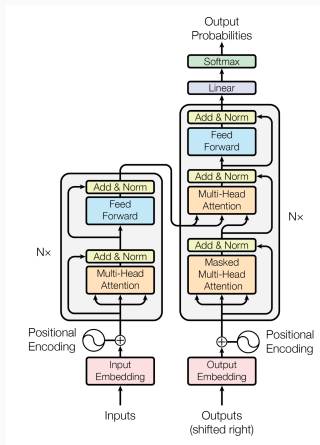 Output
Probabilities
Softmax
Linear
Add & Norm
Feed
Forward
Add & Norm
Multi-Head
Attention
Add & Norm
Masked
Multi-Head
Attention
Nx
Add & Norm
Feed
Forward
Add & Norm
Multi-Head
Attention
Nx
Positional
Encoding
Positional
Encoding
Input
Embedding
Output
Embedding
Inputs
Outputs
(shifted right)